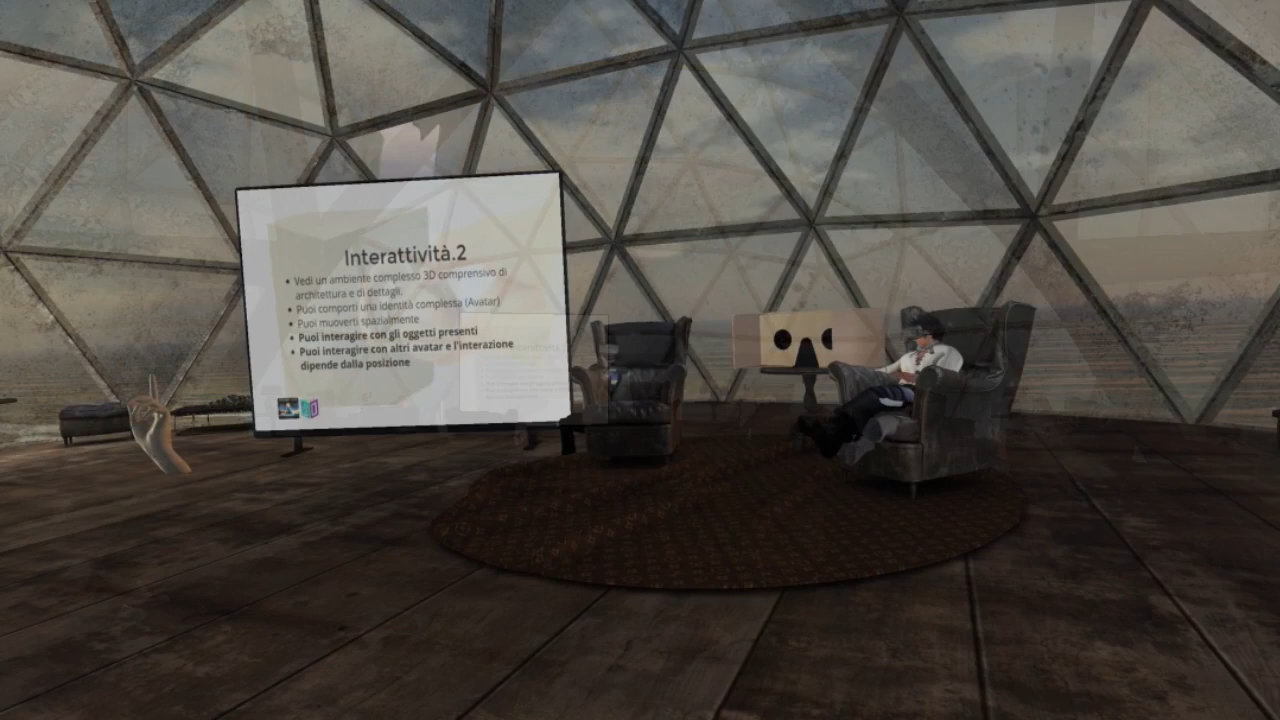 Interattività.2
• Vedi un ambiente complesso 3D comprensivo di
architettura e di dettagli.
• Puoi comporti una identità complessa (Avatar)
• Puoi muoverti spazialmente
• Puoi interagire con gli oggetti presenti
• Puoi interagire con altri avatar e l'interazione
dipende dalla posizione